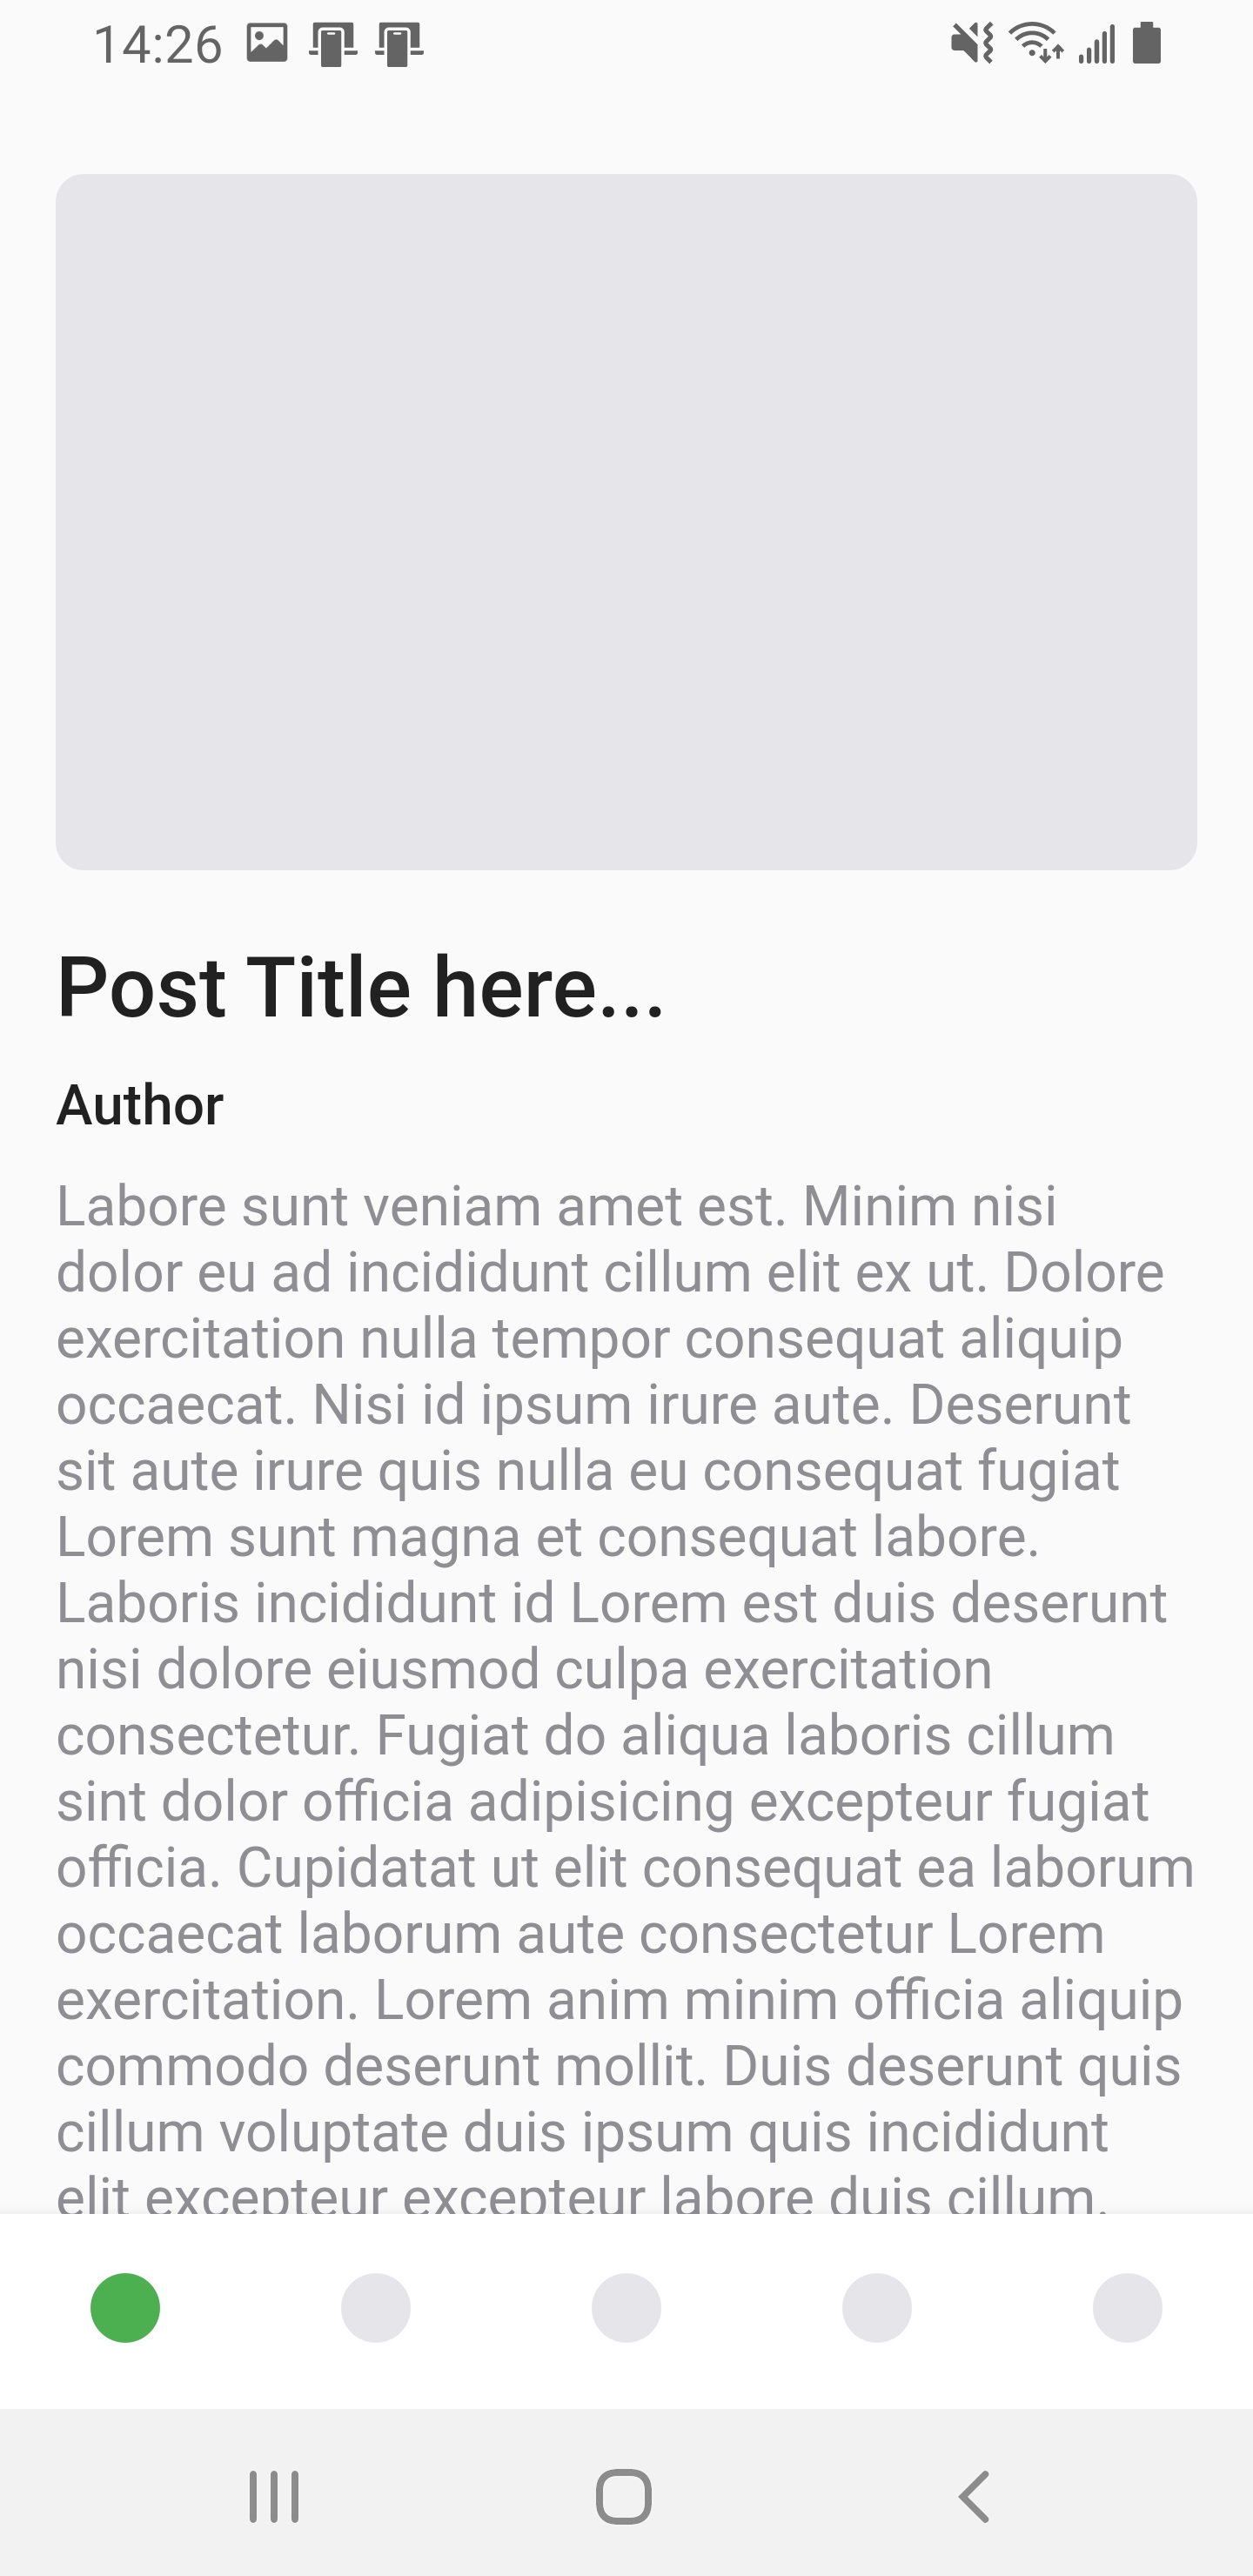 14:26
Post Title here...
Author
Labore sunt veniam amet est. Minim nisi
dolor eu ad incididunt cillum elit ex ut. Dolore
exercitation nulla tempor consequat aliquip
occaecat. Nisi id ipsum irure aute. Deserunt
sit aute irure quis nulla eu consequat fugiat
Lorem sunt magna et consequat labore.
Laboris incididunt id Lorem est duis deserunt
nisi dolore eiusmod culpa exercitation
consectetur. Fugiat do aliqua laboris cillum
sint dolor officia adipisicing excepteur fugiat
officia. Cupidatat ut elit consequat ea laborum
occaecat laborum aute consectetur Lorem
exercitation. Lorem anim minim officia aliquip
commodo deserunt mollit. Duis deserunt quis
cillum voluptate duis ipsum quis incididunt
elit excepteur excepteur labore duis cillum.